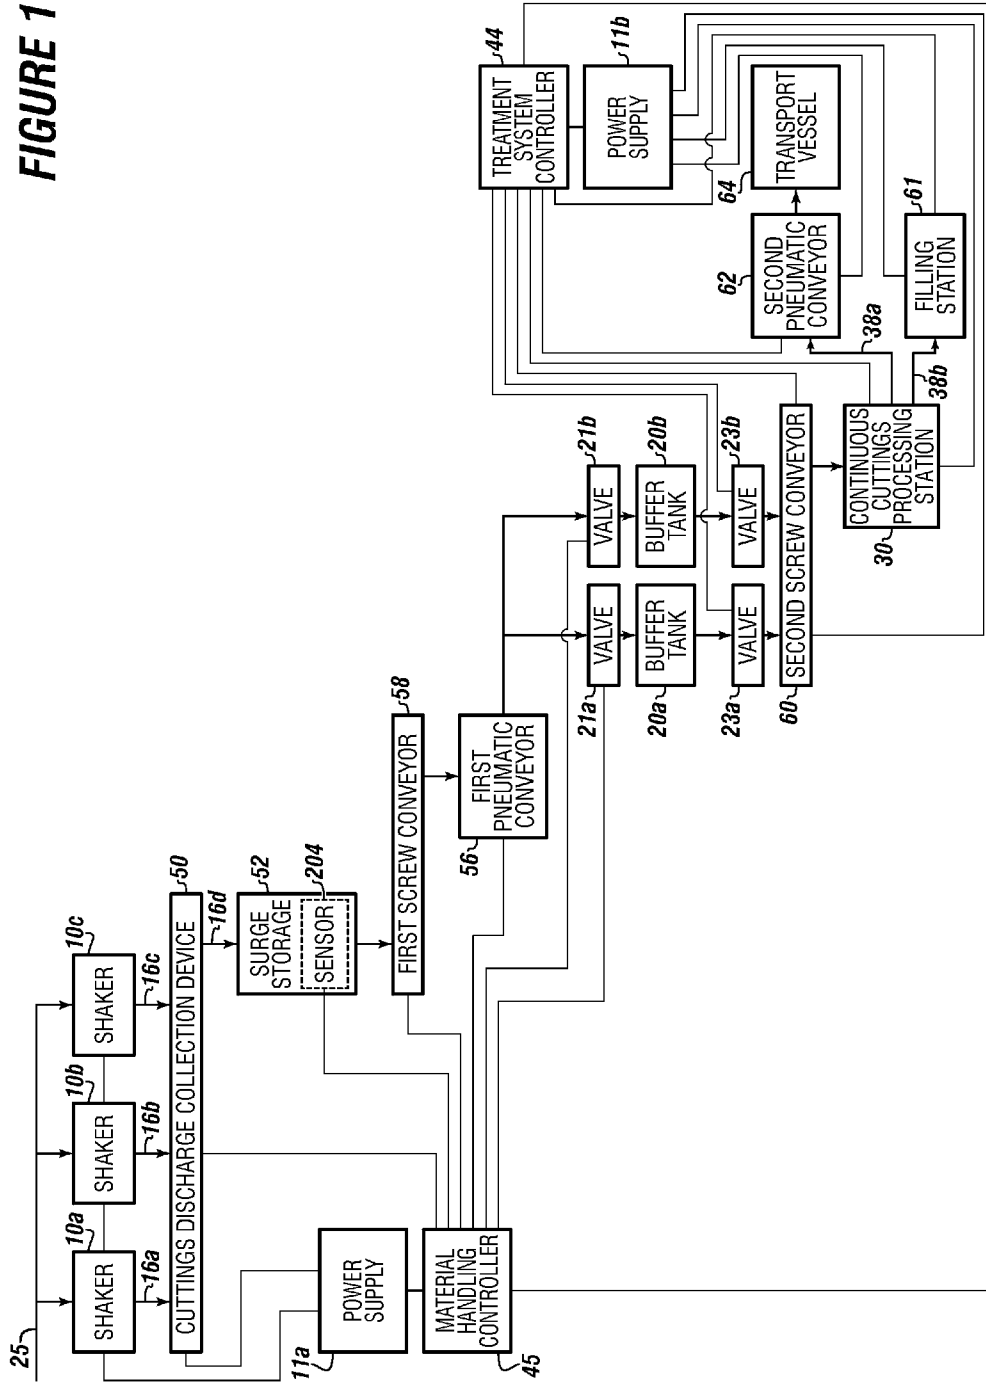 FIGURE 1
25
10a
SHAKER
16a
10b
SHAKER
16b
10c
SHAKER
16c
CUTTINGS DISCHARGE COLLECTION DEVICE
50
16d
SURGE
STORAGE
52
SENSOR
204
11a
POWER
SUPPLY
FIRST SCREW CONVEYOR
58
MATERIAL
HANDLING
CONTROLLER
45
56
FIRST
PNEUMATIC
CONVEYOR
44
TREATMENT
SYSTEM
CONTROLLER
11b
POWER
SUPPLY
21a
VALVE
VALVE
21b
20a
BUFFER
TANK
BUFFER
TANK
20b
23a
VALVE
VALVE
23b
60
SECOND SCREW CONVEYOR
62
SECOND
PNEUMATIC
CONVEYOR
64
TRANSPORT
VESSEL
38a
30
CONTINUOUS
CUTTINGS
PROCESSING
STATION
38b
FILLING
STATION
61